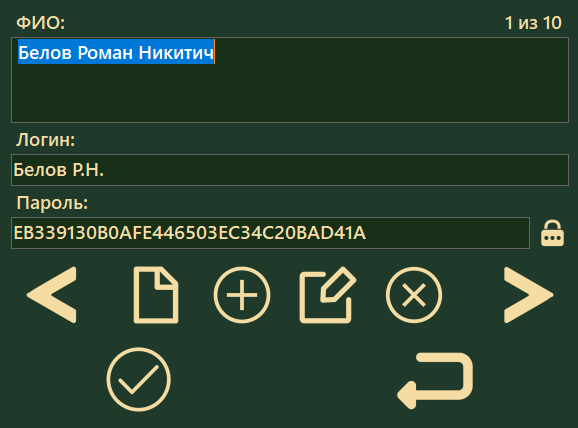 ФИО:
1 из 10
Белов Роман Никитич
Логин:
Белов Р.Н.
Пароль:
EB339130B0AFE446503EC34C20BAD41A